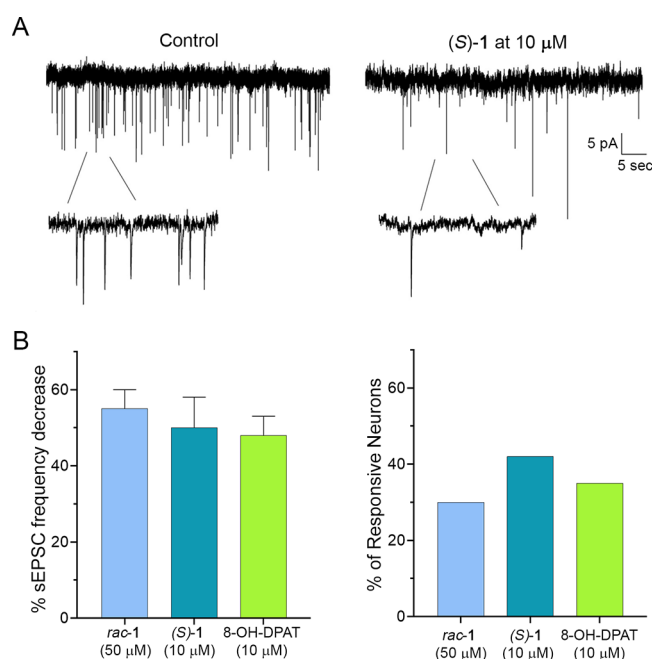 A
Control
(S)-1 at 10 μM
5 pA
5 sec
B
% sEPSC frequency decrease
60
40
20
0
rac-1
(50 μM)
(S)-1
(10 μM)
8-OH-DPAT
(10 μM)
% of Responsive Neurons
60
40
20
0
rac-1
(50 μM)
(S)-1
(10 μM)
8-OH-DPAT
(10 μM)